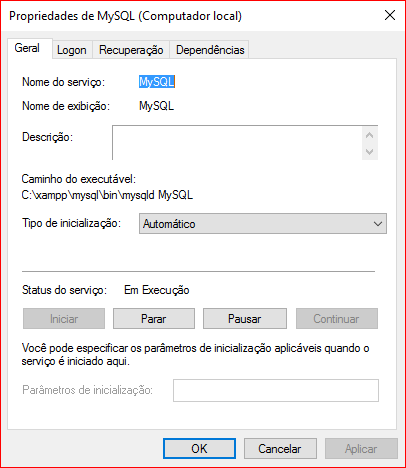 Propriedades de MySQL (Computador local)
Geral Logon Recuperação Dependências
Nome do serviço: MySQL
Nome de exibição: MySQL
Descrição:
Caminho do executável:
C:\xampp\mysql\bin\mysqld MySQL
Tipo de inicialização: Automático
Status do serviço: Em Execução
Iniciar Parar Pausar Continuar
Você pode especificar os parâmetros de inicialização aplicáveis quando o
serviço é iniciado aqui.
Parâmetros de inicialização:
OK Cancelar Aplicar